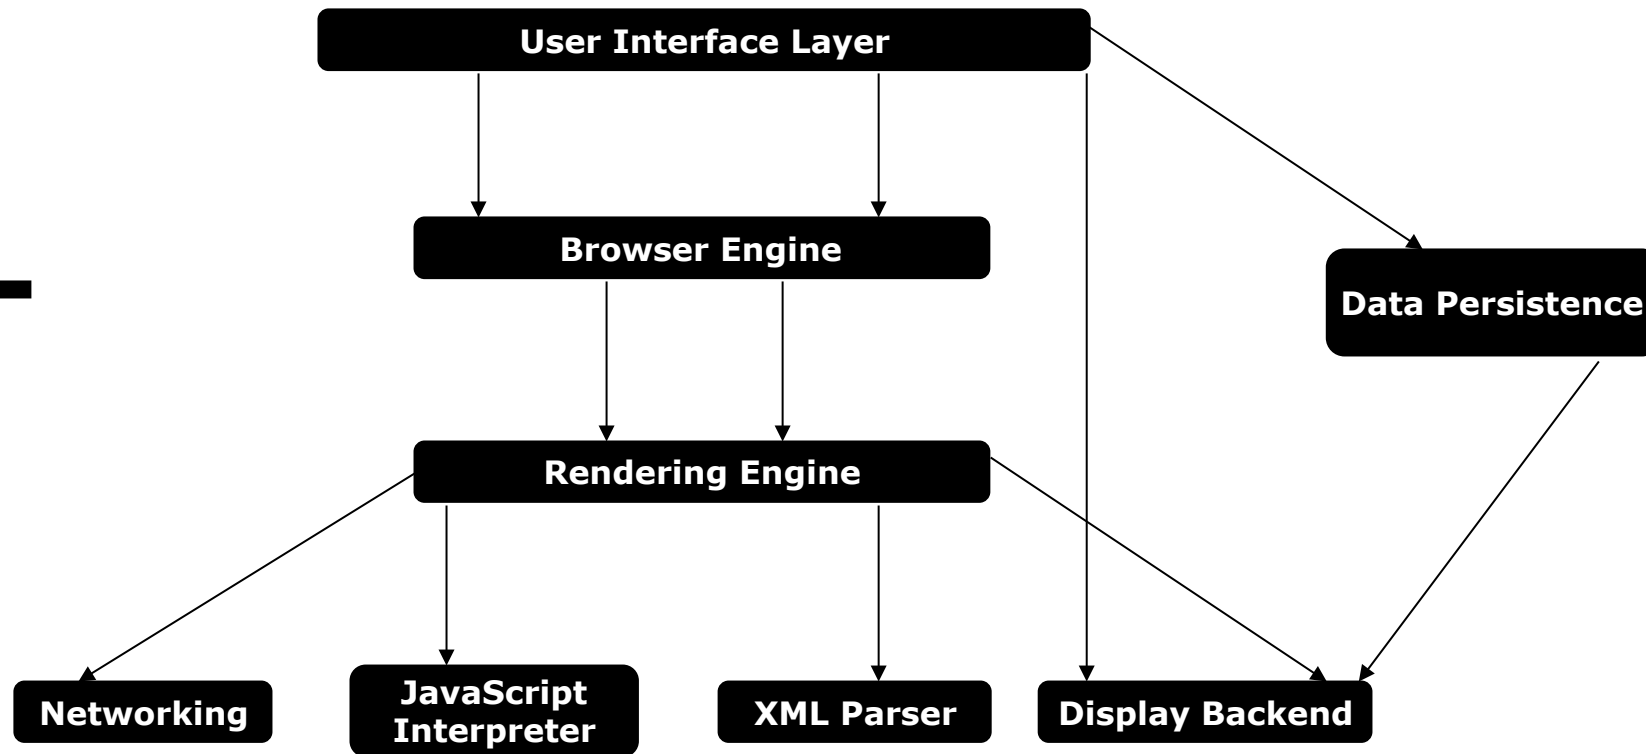 User Interface Layer
Browser Engine
Data Persistence
Rendering Engine
Networking
JavaScript
Interpreter
XML Parser
Display Backend